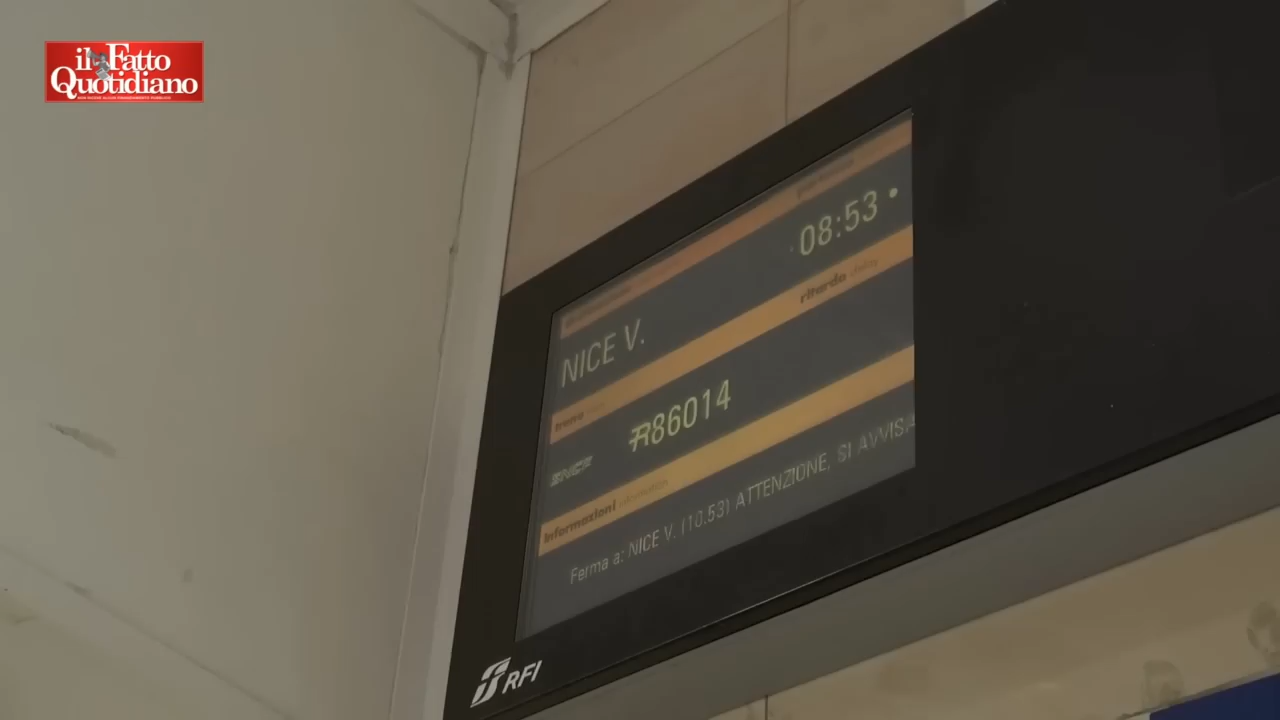 il Fatto
Quotidiano
08:53
ritardo delay
NICE V.
treno
R86014
SNCF
Informazioni
Ferma a: NICE V. (10.53) ATTENZIONE, SI AVVISA
RFI